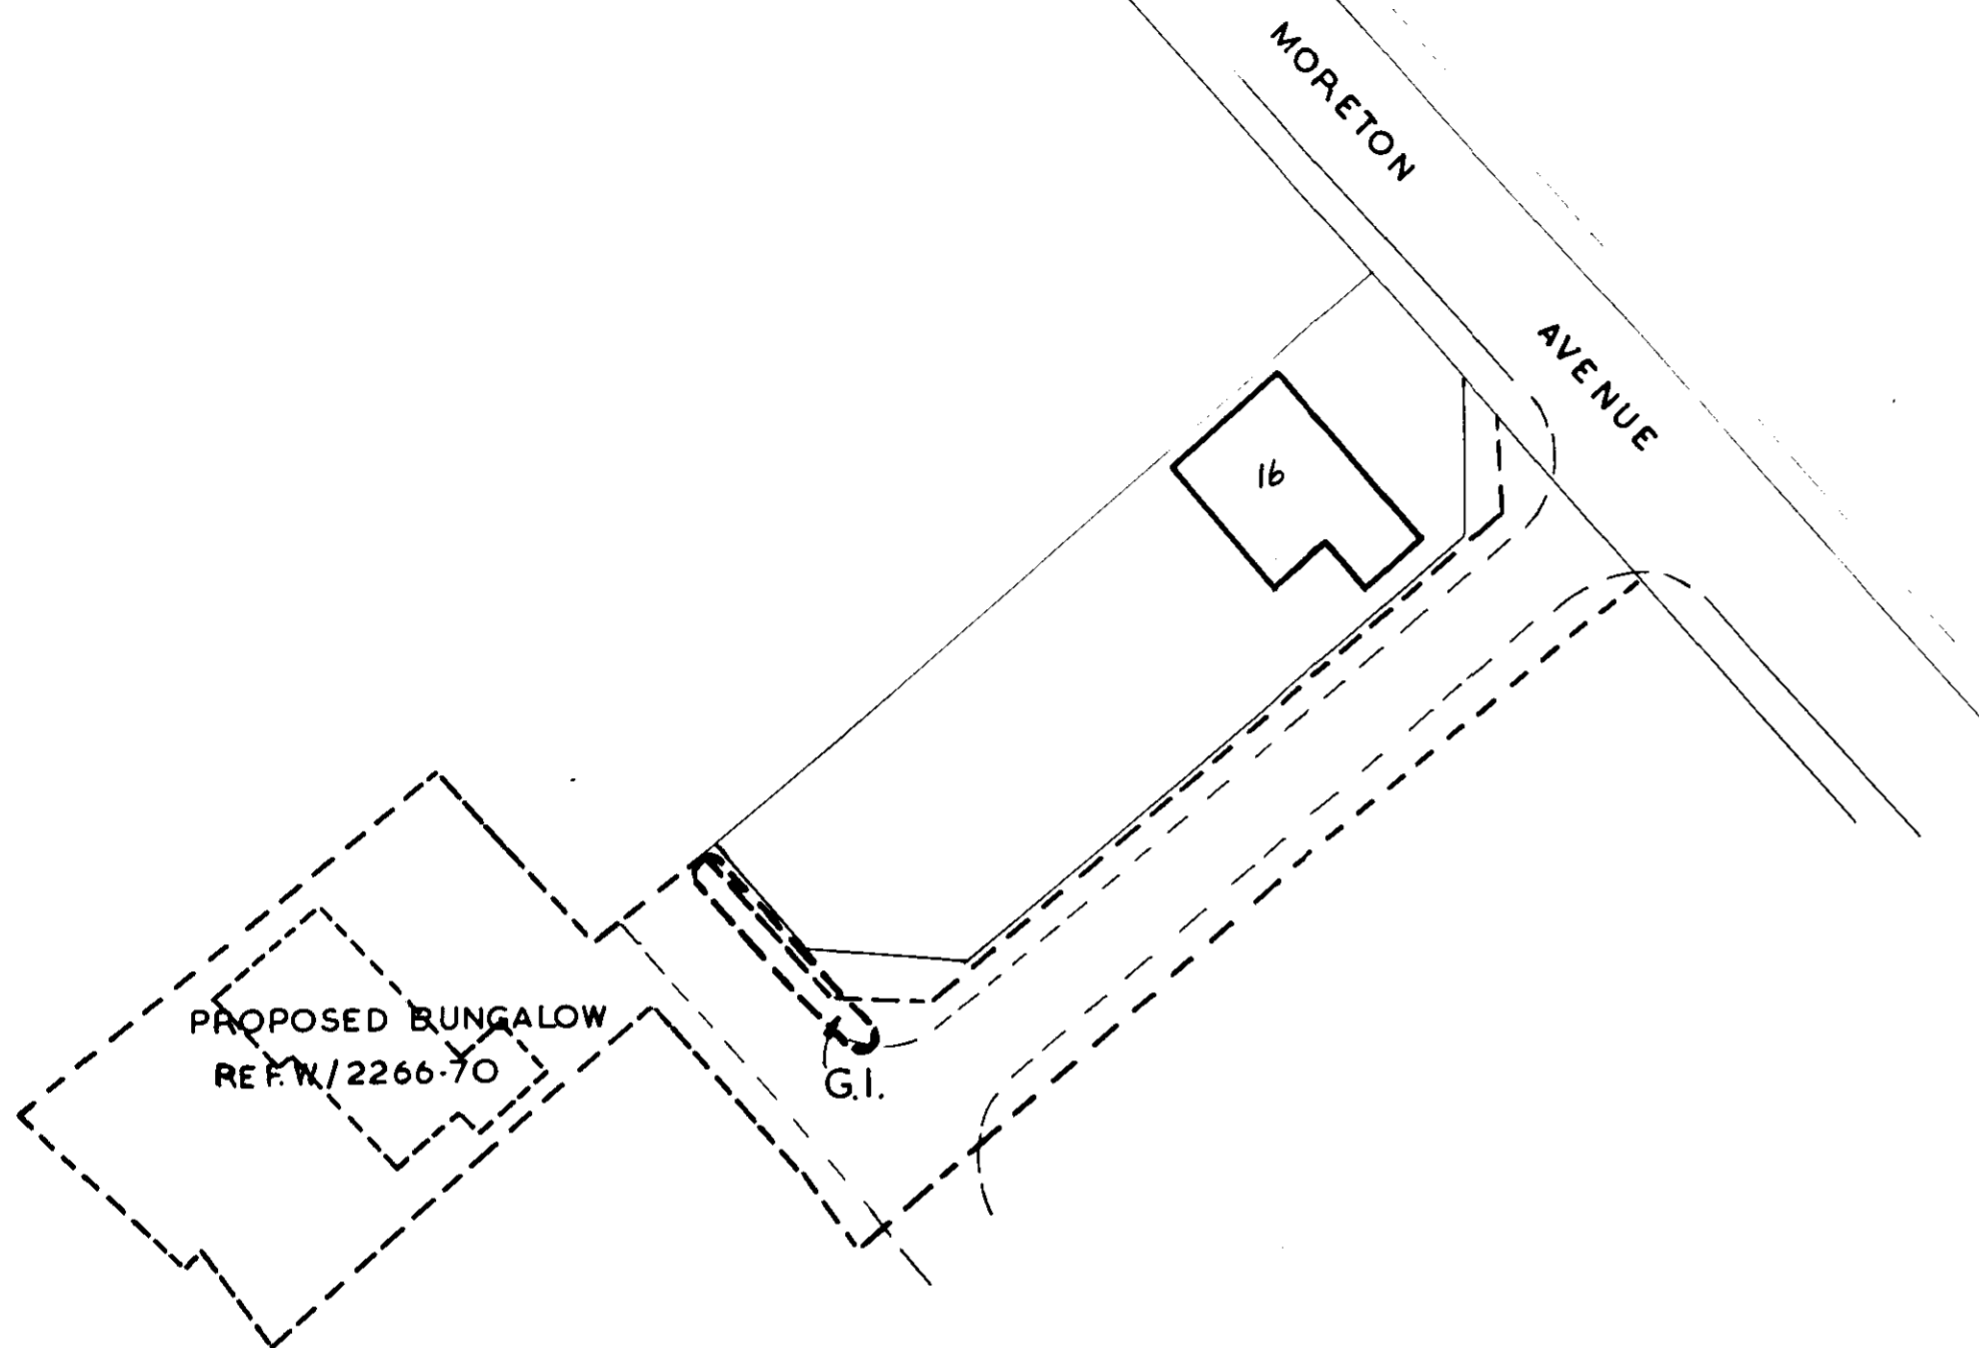 MORETON
AVENUE
16
PROPOSED BUNGALOW
REF. W/2266·70
G.I.